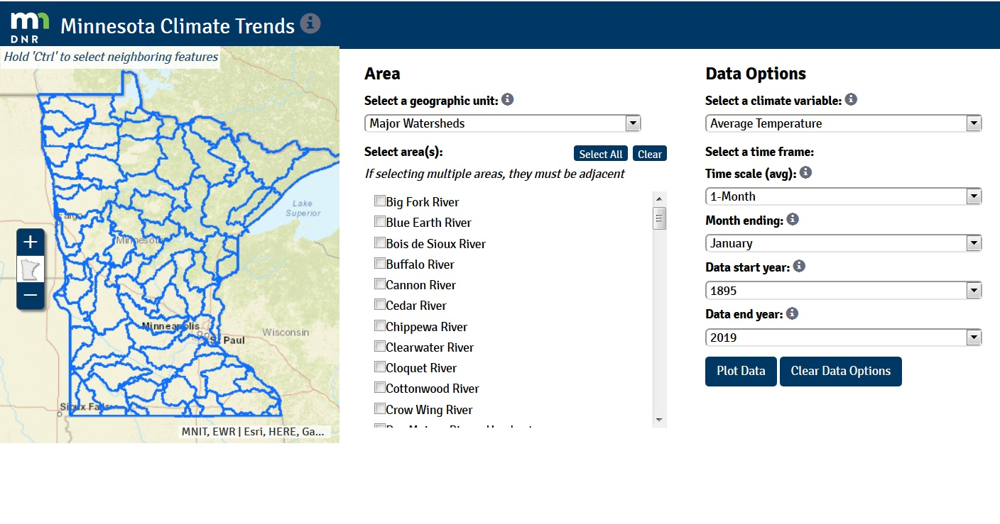 mn
DNR
Minnesota Climate Trends
Hold 'Ctrl' to select neighboring features
Fargo
Minnesota
Lake
Superior
Minneapolis
St Paul
Wisconsin
Sioux Falls
MNIT, EWR | Esri, HERE, Ga...
Area
Select a geographic unit:
Major Watersheds
Select area(s):
Select All
Clear
If selecting multiple areas, they must be adjacent
Big Fork River
Blue Earth River
Bois de Sioux River
Buffalo River
Cannon River
Cedar River
Chippewa River
Clearwater River
Cloquet River
Cottonwood River
Crow Wing River
Data Options
Select a climate variable:
Average Temperature
Select a time frame:
Time scale (avg):
1-Month
Month ending:
January
Data start year:
1895
Data end year:
2019
Plot Data
Clear Data Options